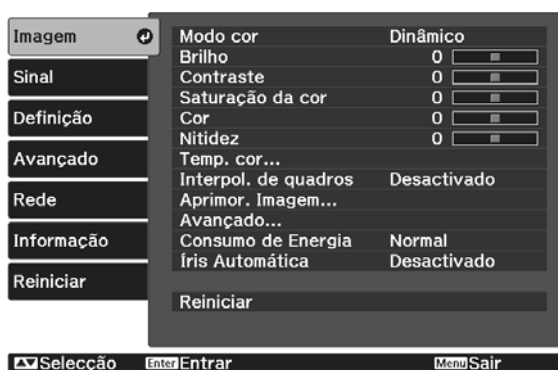 Imagem
Sinal
Definição
Avançado
Rede
Informação
Reiniciar
Modo cor Dinâmico
Brilho 0
Contraste 0
Saturação da cor 0
Cor 0
Nitidez 0
Temp. cor...
Interpol. de quadros Desactivado
Aprimor. Imagem...
Avançado...
Consumo de Energia Normal
Íris Automática Desactivado
Reiniciar
Selecção Enter Entrar Menu Sair